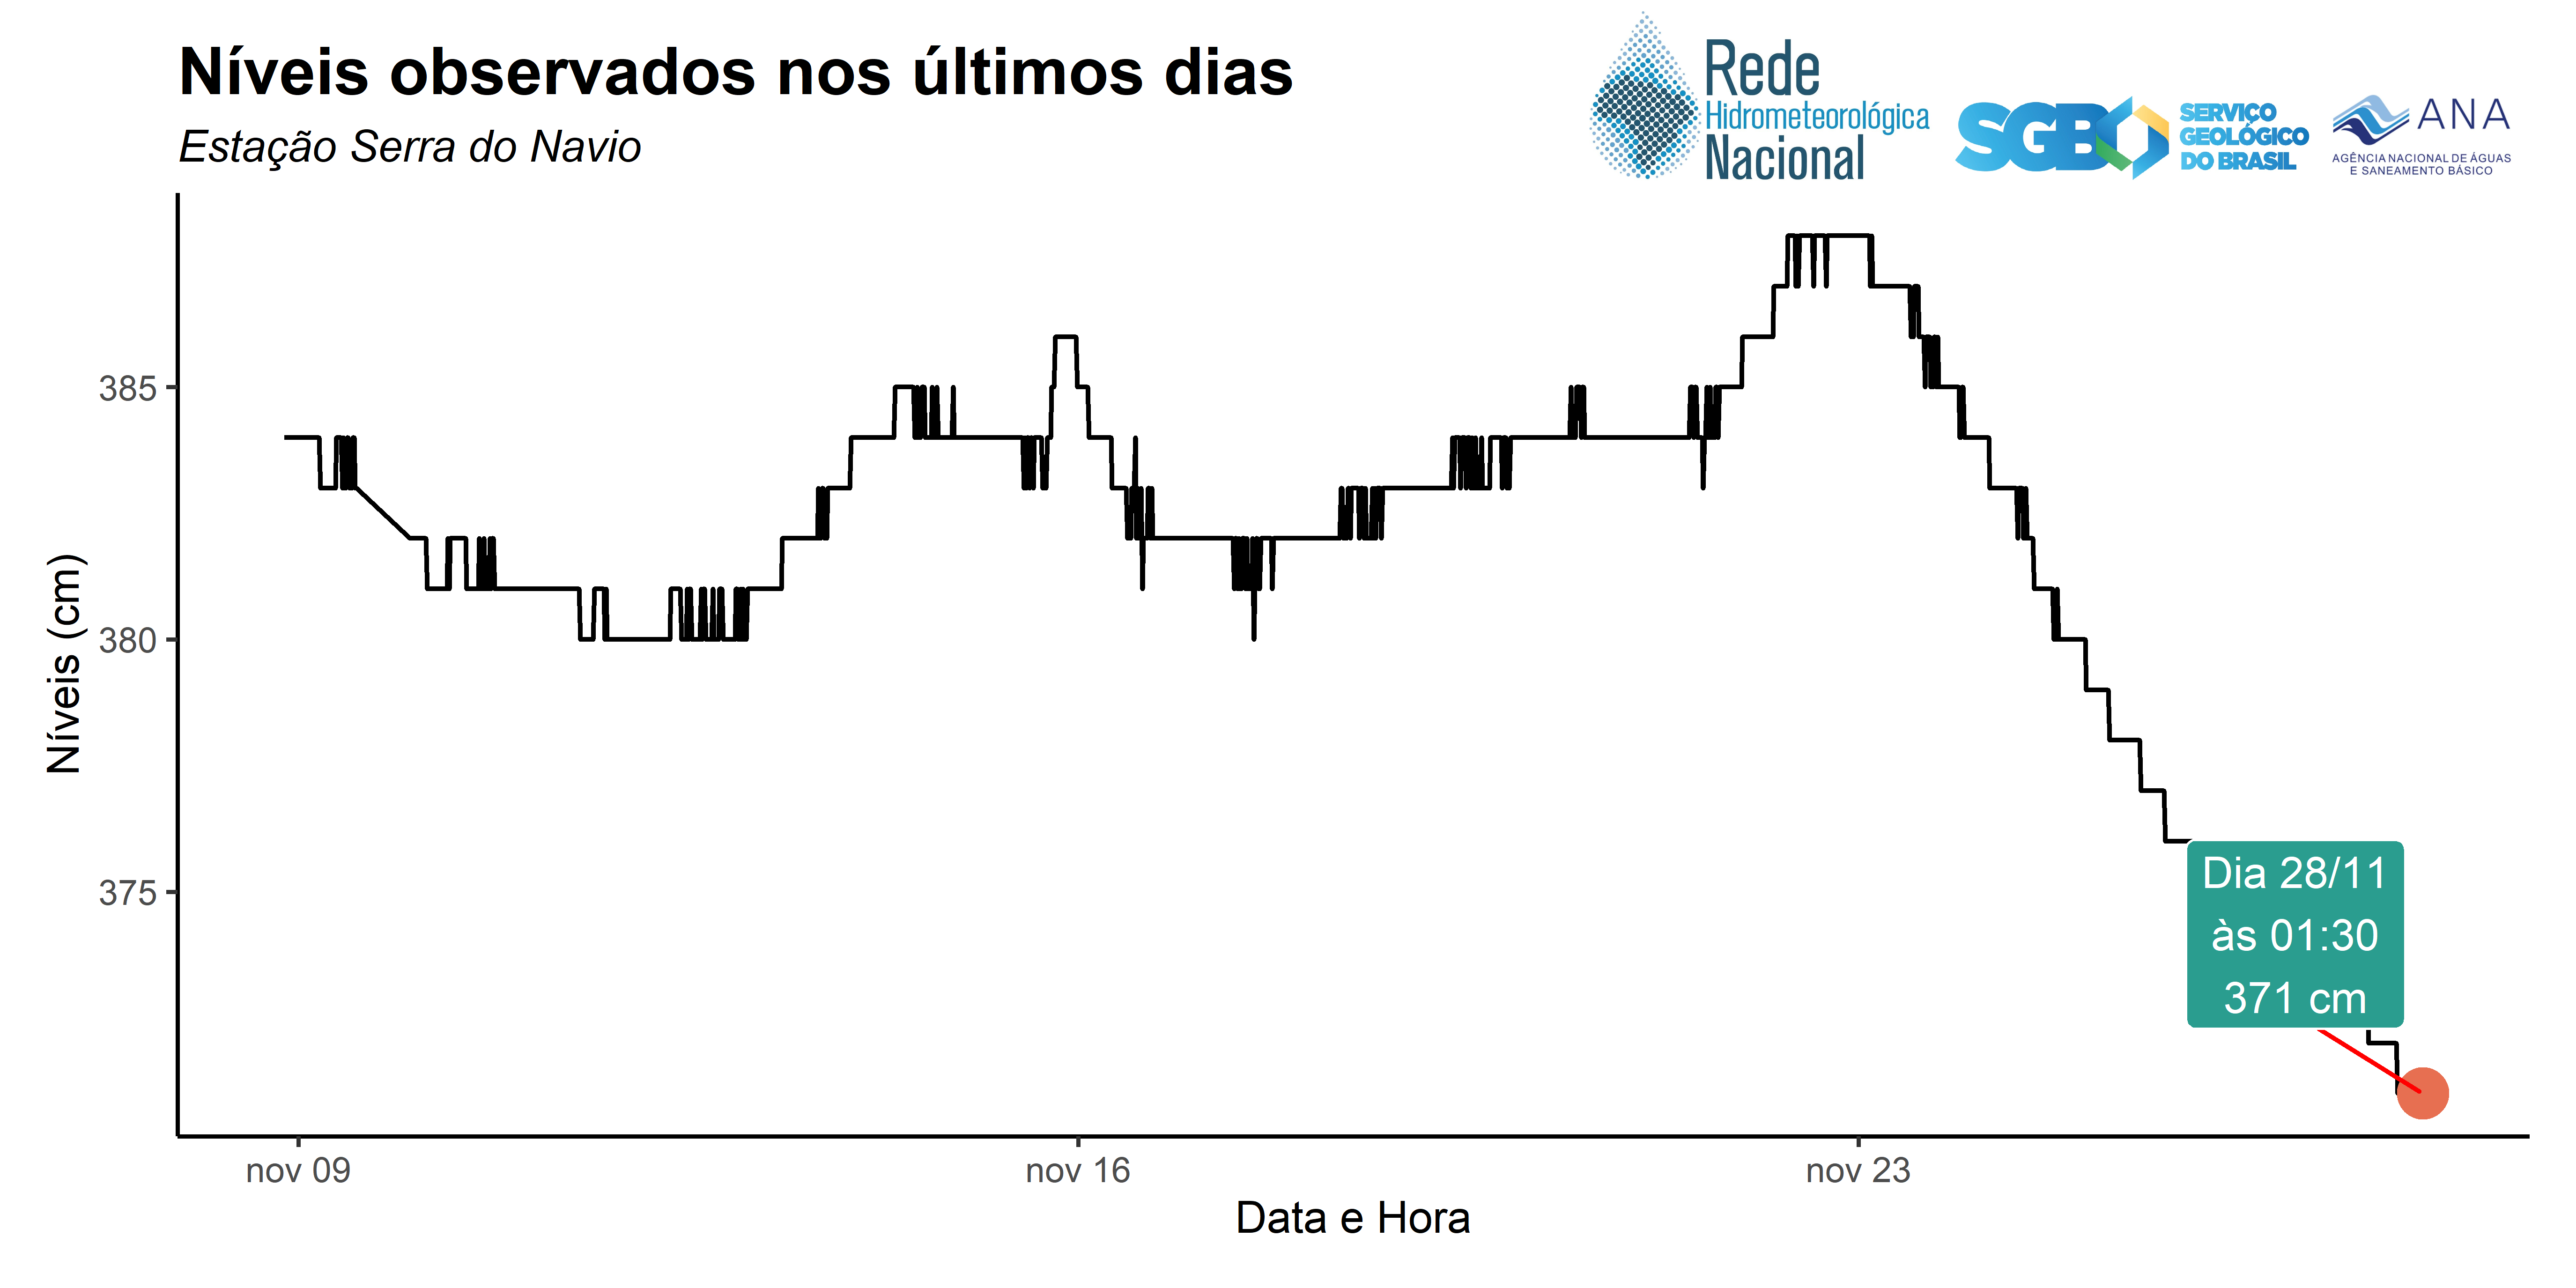 Níveis observados nos últimos dias
Estação Serra do Navio
Rede
Hidrometeorológica
Nacional
SGB
SERVIÇO
GEOLÓGICO
DO BRASIL
ANA
AGÊNCIA NACIONAL DE ÁGUAS
E SANEAMENTO BÁSICO
Níveis (cm)
385
380
375
Dia 28/11
às 01:30
371 cm
nov 09
nov 16
nov 23
Data e Hora